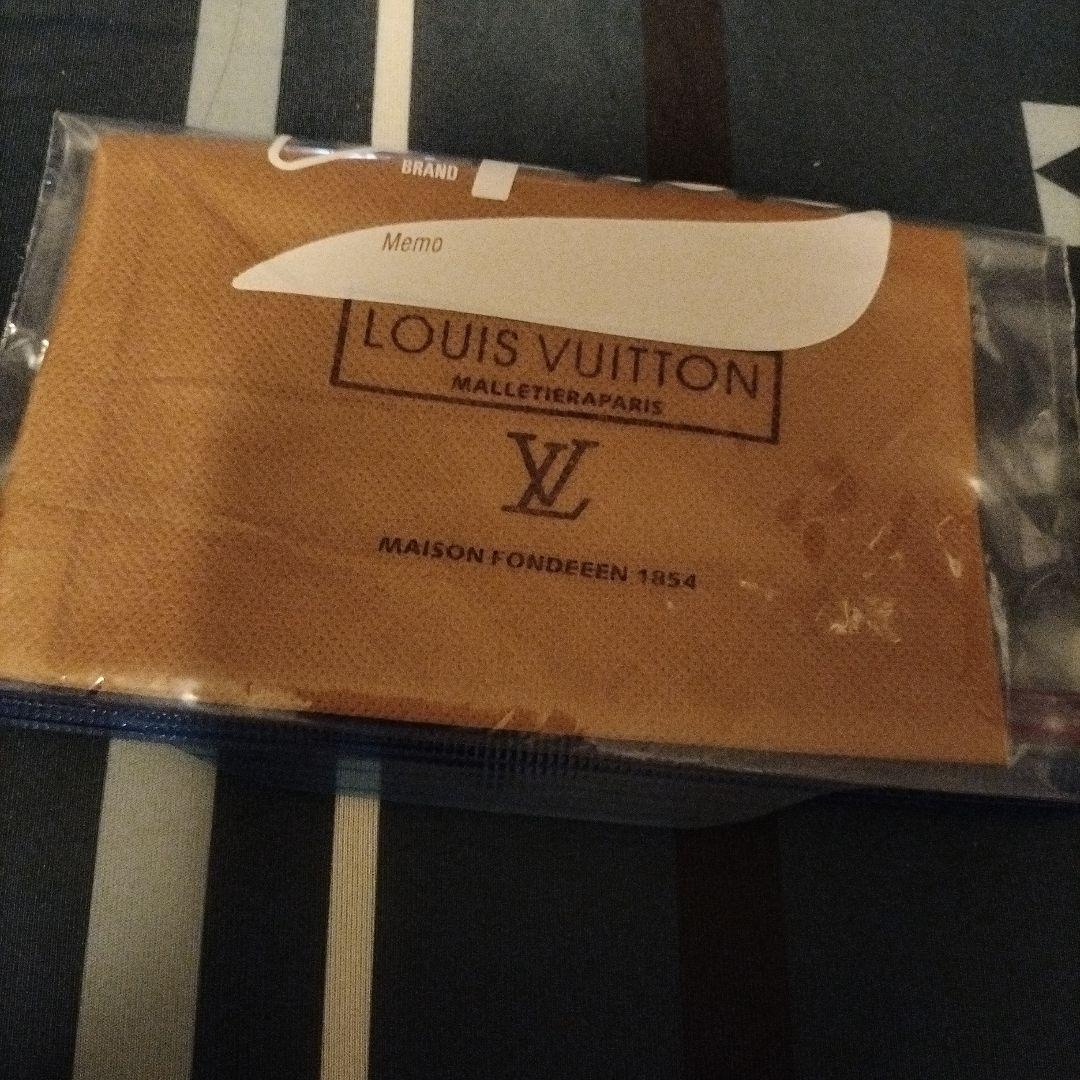 BRAND
Memo
LOUIS VUITTON
MALLETIERAPARIS
LV
MAISON FONDEEEN 1854